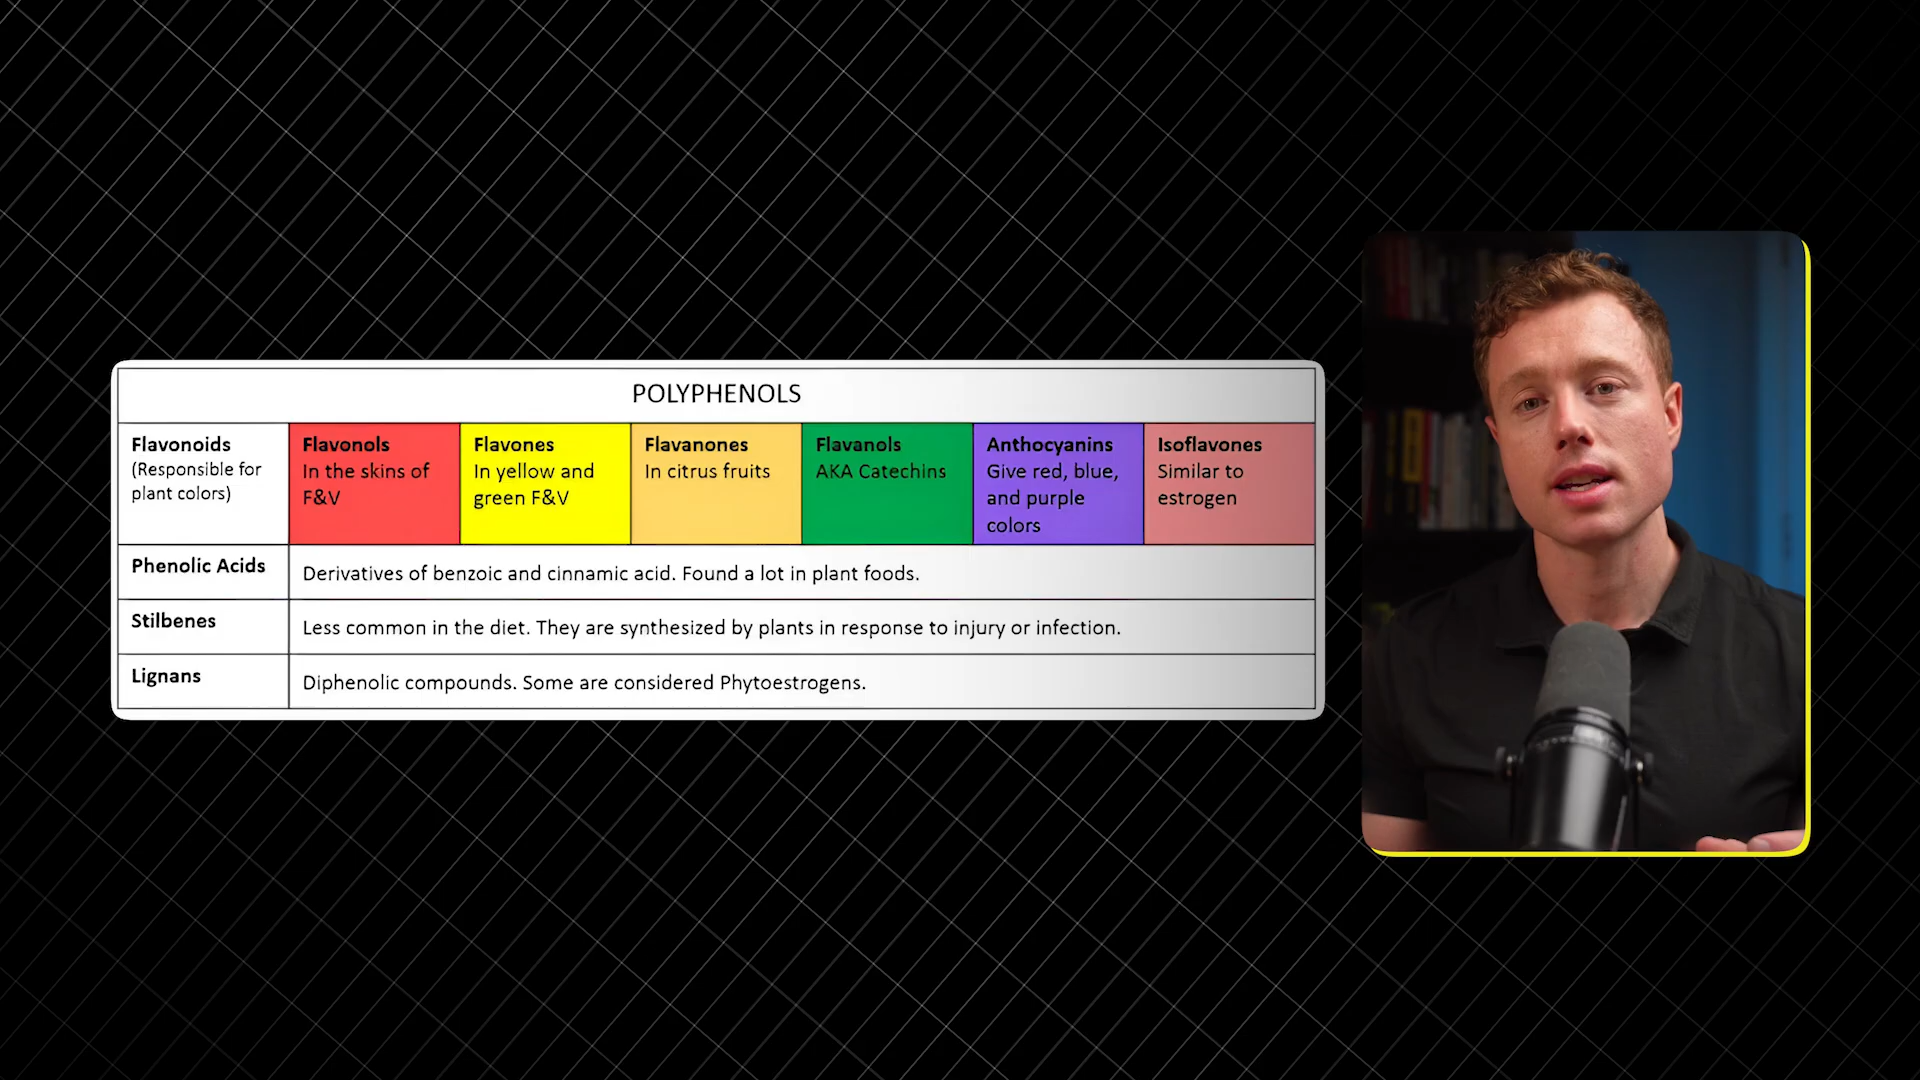 POLYPHENOLS
Flavonoids
(Responsible for
plant colors)
Flavonols
In the skins of
F&V
Flavones
In yellow and
green F&V
Flavanones
In citrus fruits
Flavanols
AKA Catechins
Anthocyanins
Give red, blue,
and purple
colors
Isoflavones
Similar to
estrogen
Phenolic Acids
Derivatives of benzoic and cinnamic acid. Found a lot in plant foods.
Stilbenes
Less common in the diet. They are synthesized by plants in response to injury or infection.
Lignans
Diphenolic compounds. Some are considered Phytoestrogens.